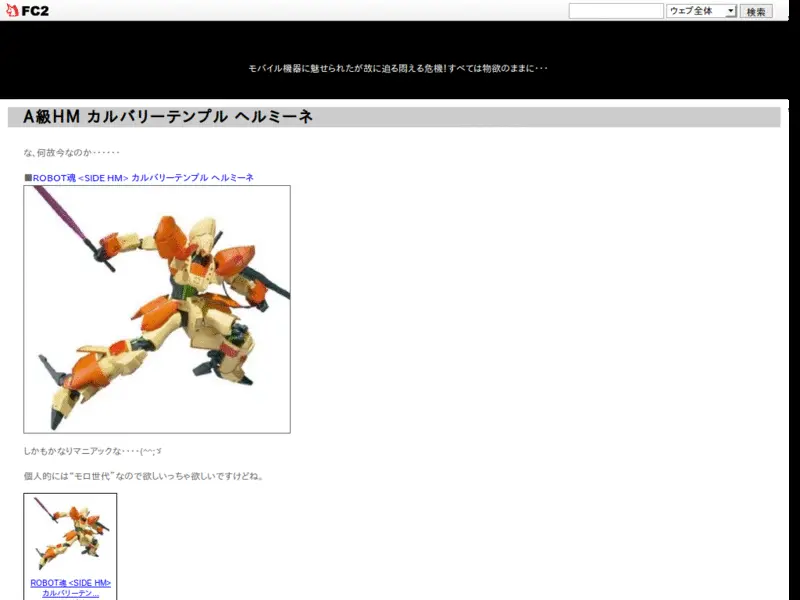 FC2
ウェブ全体
検索
モバイル機器に魅せられたが故に迫る悶える危機！すべては物欲のままに・・・
A級HM カルバリーテンプル ヘルミーネ
な、何故今なのか・・・・・・
■ROBOT魂 <SIDE HM> カルバリーテンプル ヘルミーネ
しかもかなりマニアックな・・・・(^^;ゞ
個人的には“モロ世代”なので欲しいっちゃ欲しいですけどね。
ROBOT魂 <SIDE HM>
カルバリーテン...